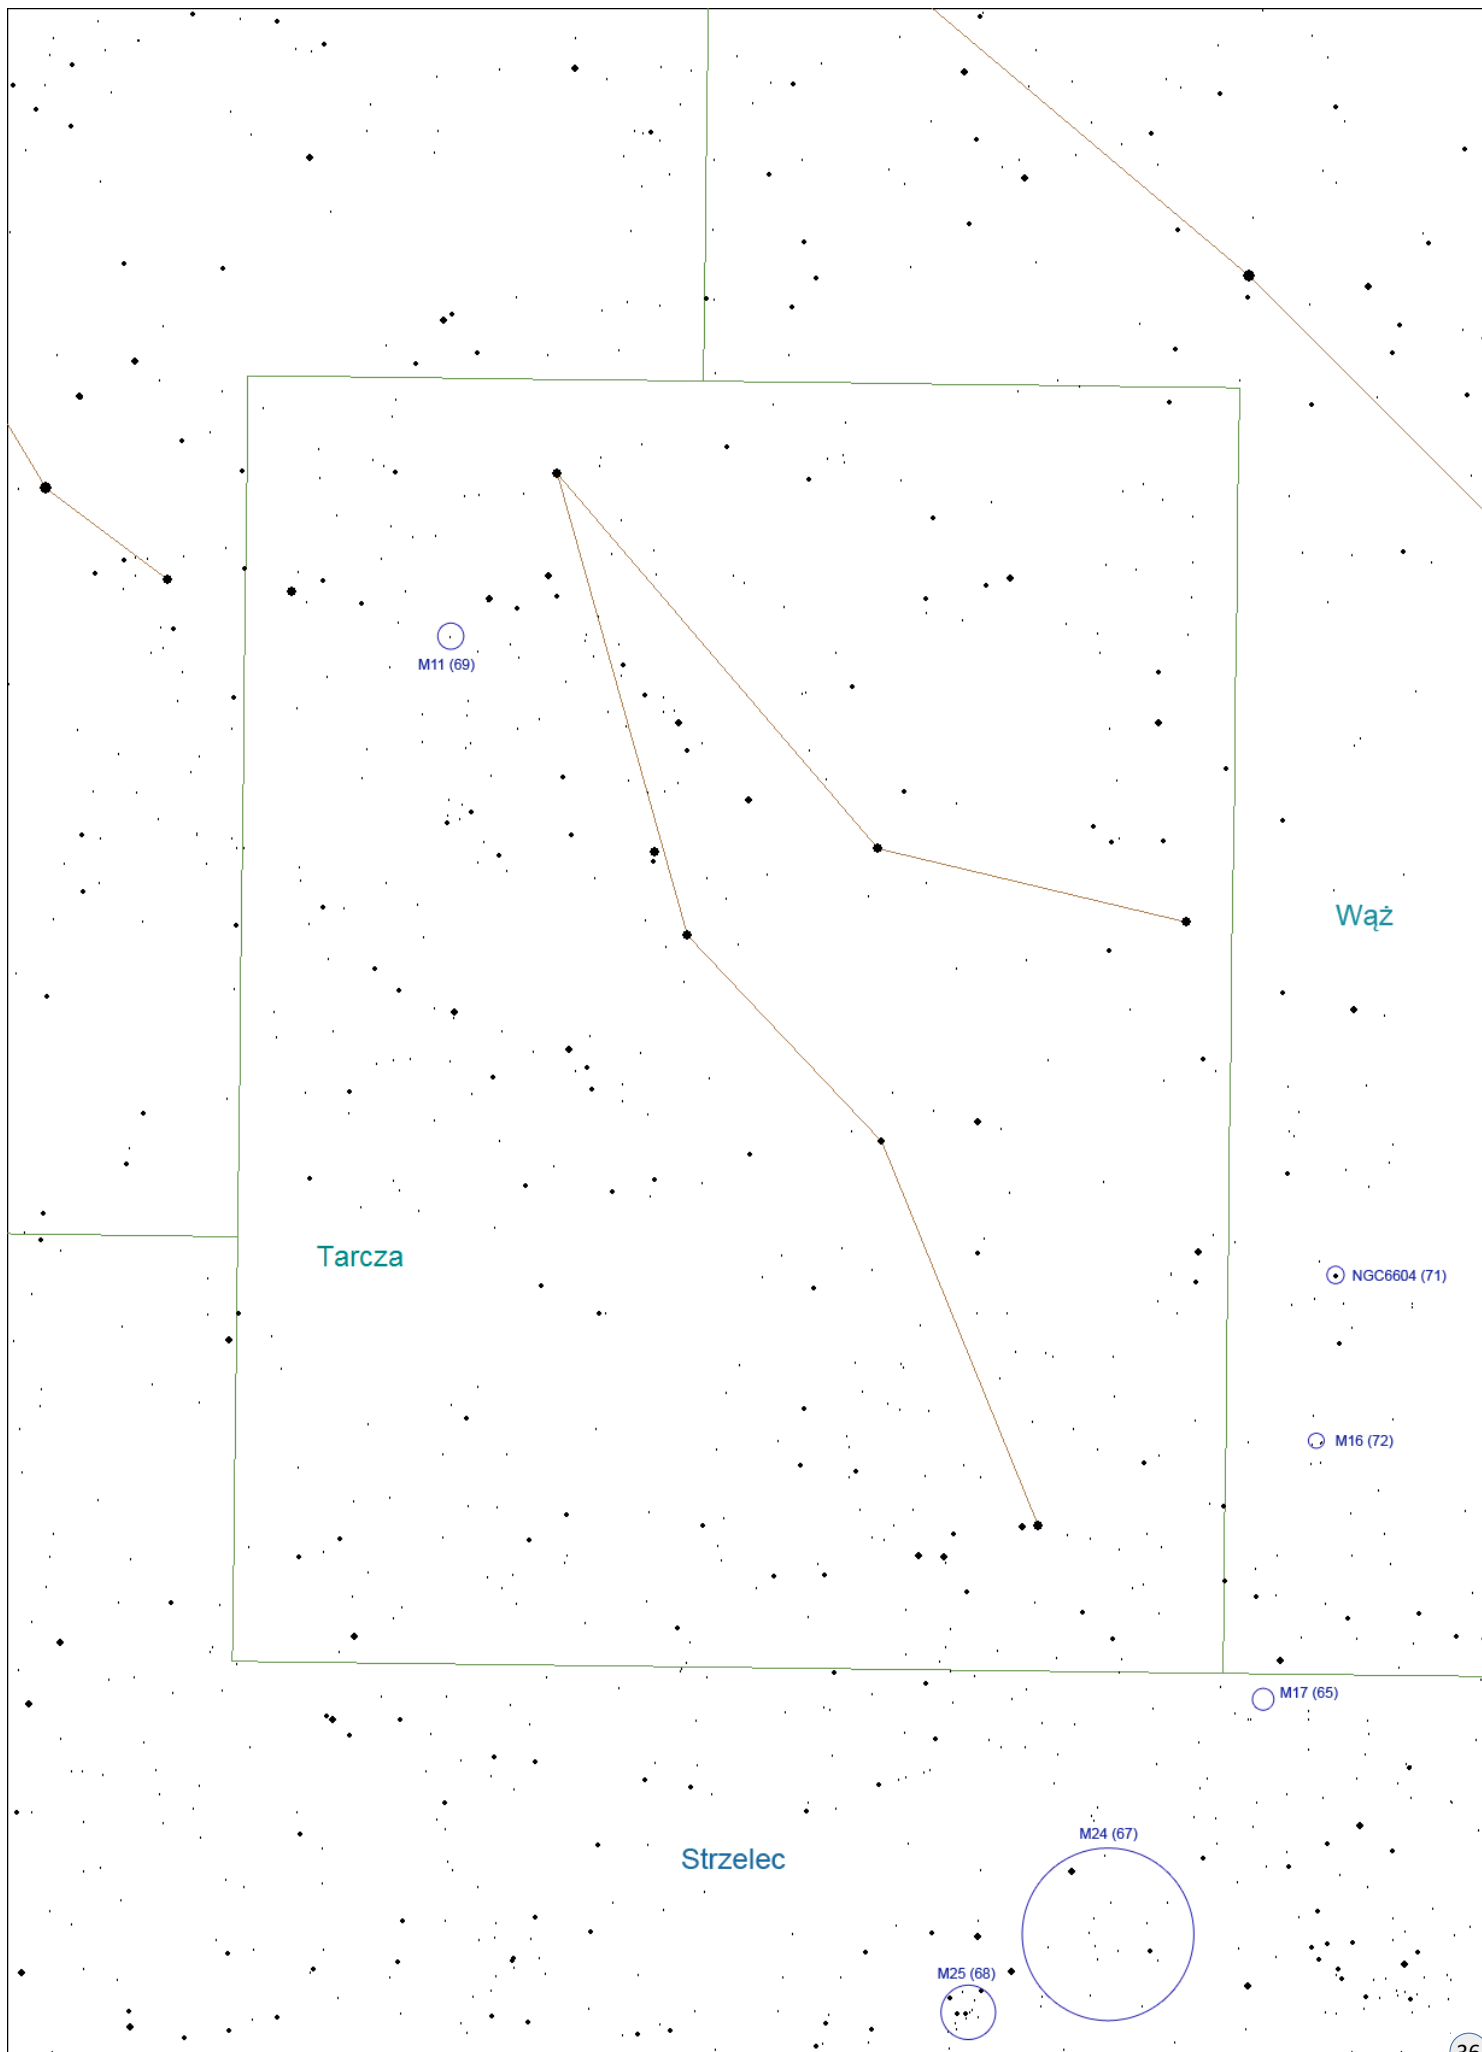 M11 (69)
Wąż
Tarcza
NGC6604 (71)
M16 (72)
M17 (65)
M24 (67)
Strzelec
M25 (68)